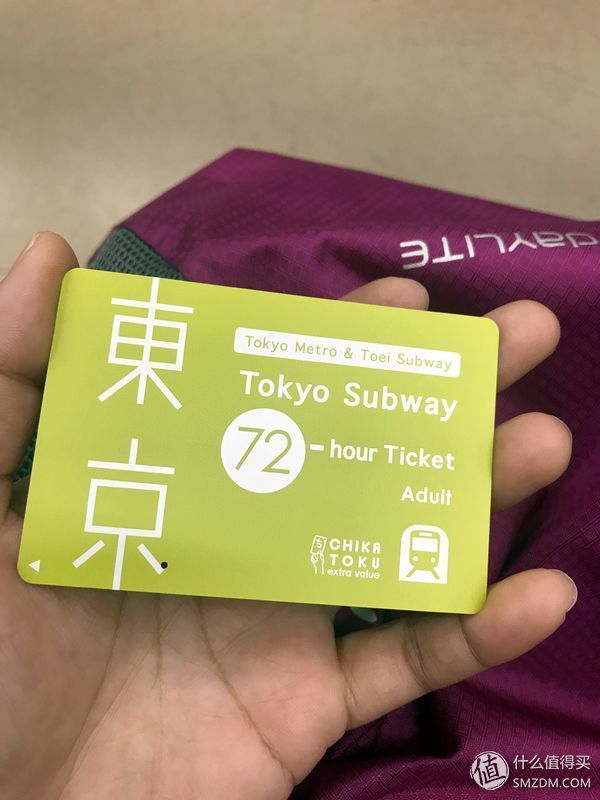 dayLITE
東京
Tokyo Metro & Toei Subway
Tokyo Subway
72-hour Ticket
Adult
CHIKA
TOKU
extra value
值 什么值得买
SMZDM.COM